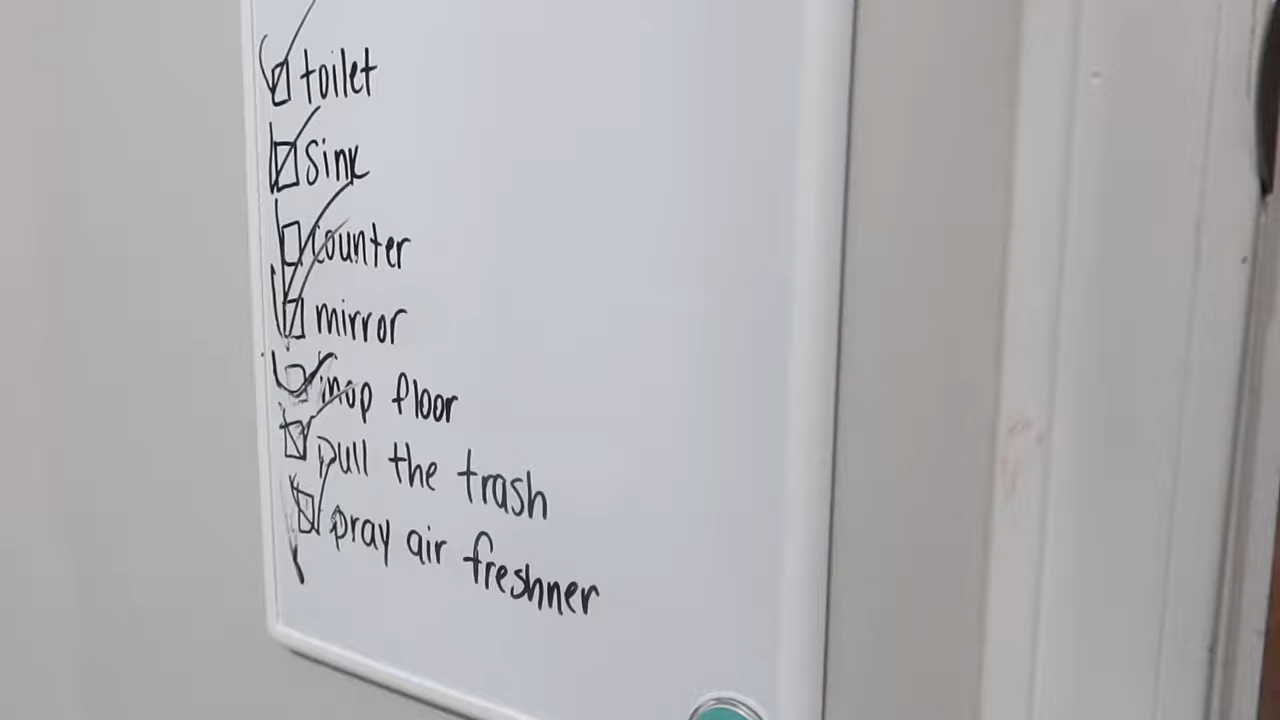 toilet
sink
counter
mirror
mop floor
pull the trash
pray air freshner